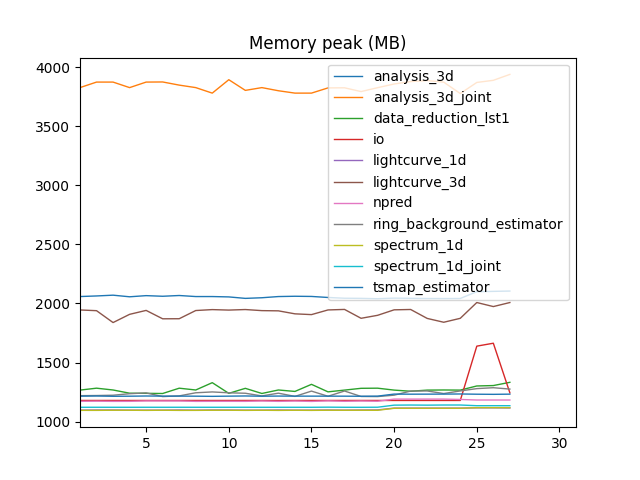 Memory peak (MB)
4000
3500
3000
2500
2000
1500
1000
analysis_3d
analysis_3d_joint
data_reduction_lst1
io
lightcurve_1d
lightcurve_3d
npred
ring_background_estimator
spectrum_1d
spectrum_1d_joint
tsmap_estimator
5 10 15 20 25 30